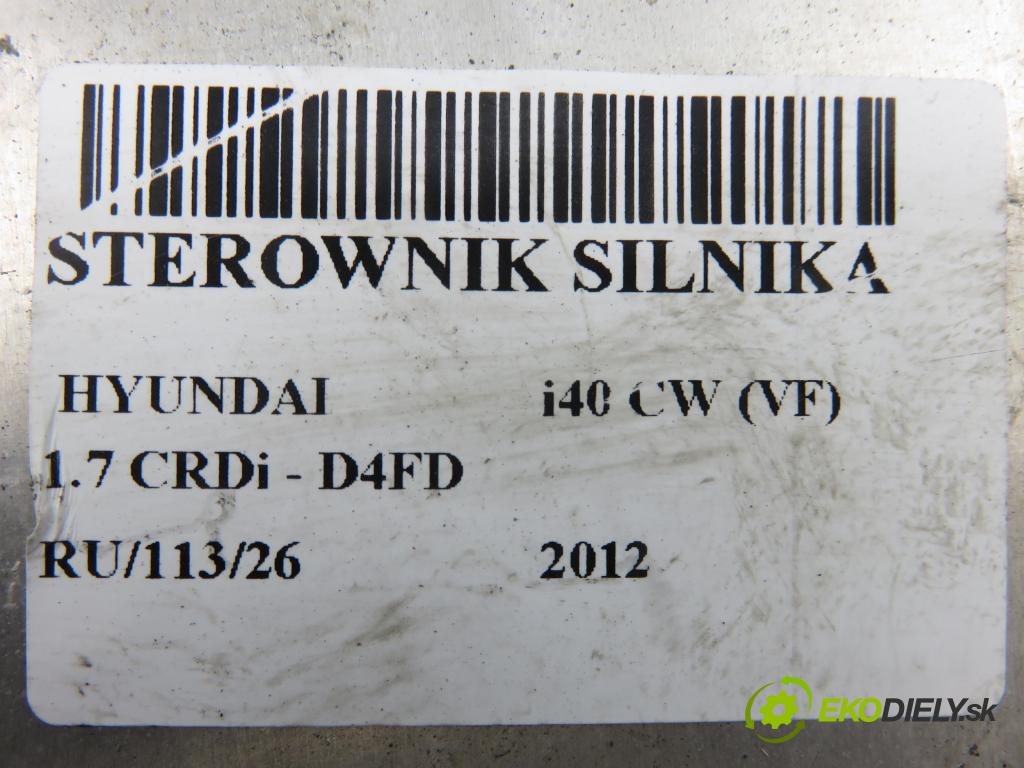 STEROWNIK SILNIKA
HYUNDAI i40 CW (VF)
1.7 CRDi - D4FD
RU/113/26 2012
EKODIELY.sk